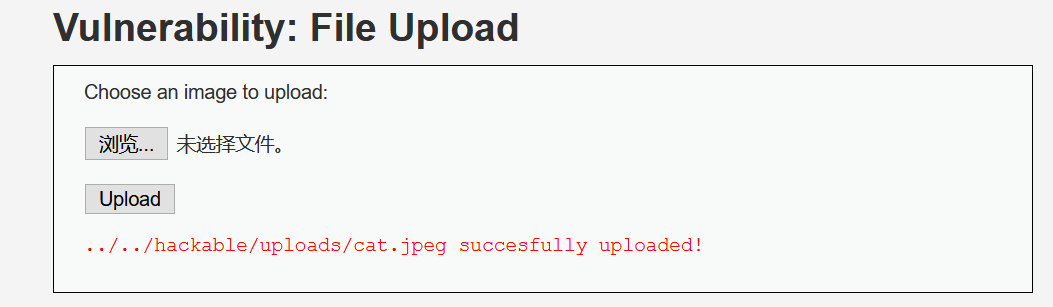 Vulnerability: File Upload
Choose an image to upload:
浏览... 未选择文件。
Upload
../../hackable/uploads/cat.jpeg succesfully uploaded!